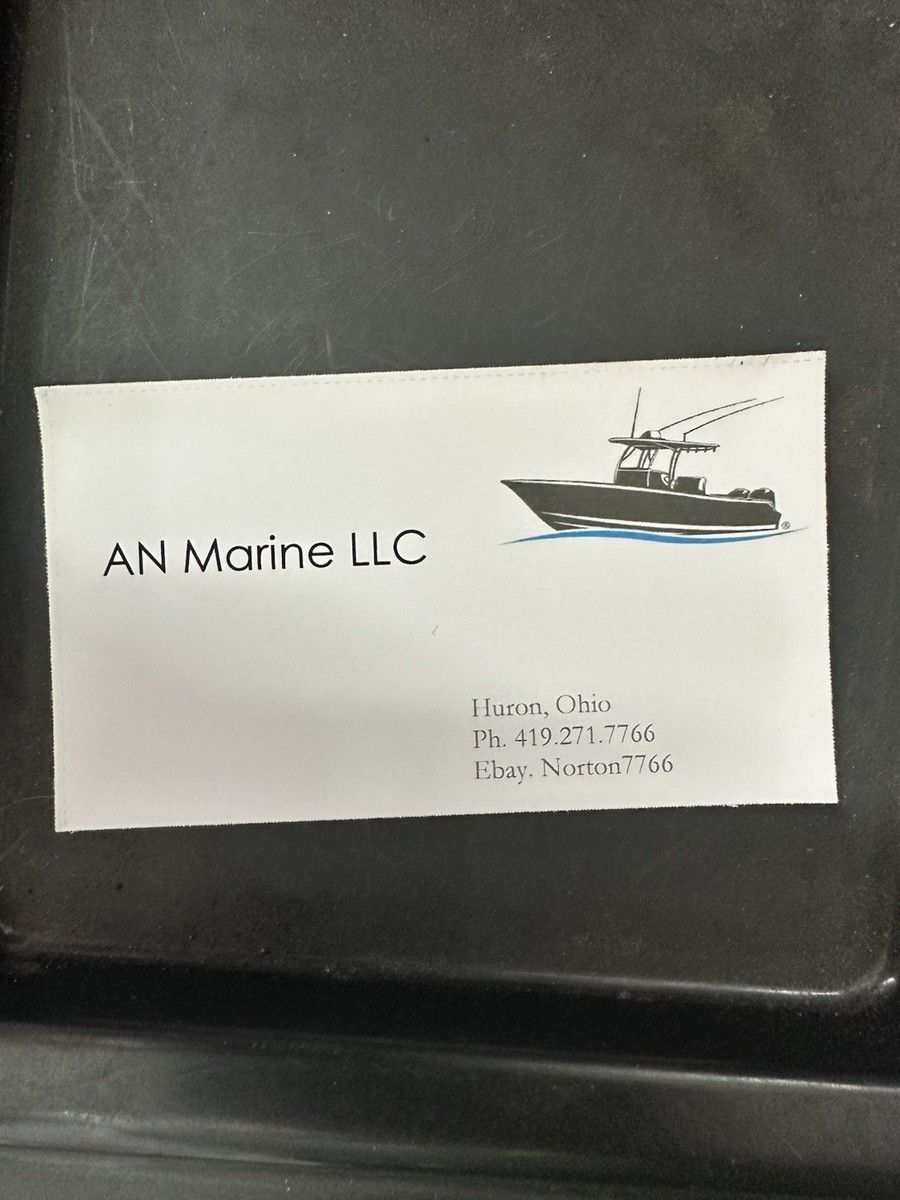 AN Marine LLC
®
Huron, Ohio
Ph. 419.271.7766
Ebay. Norton7766